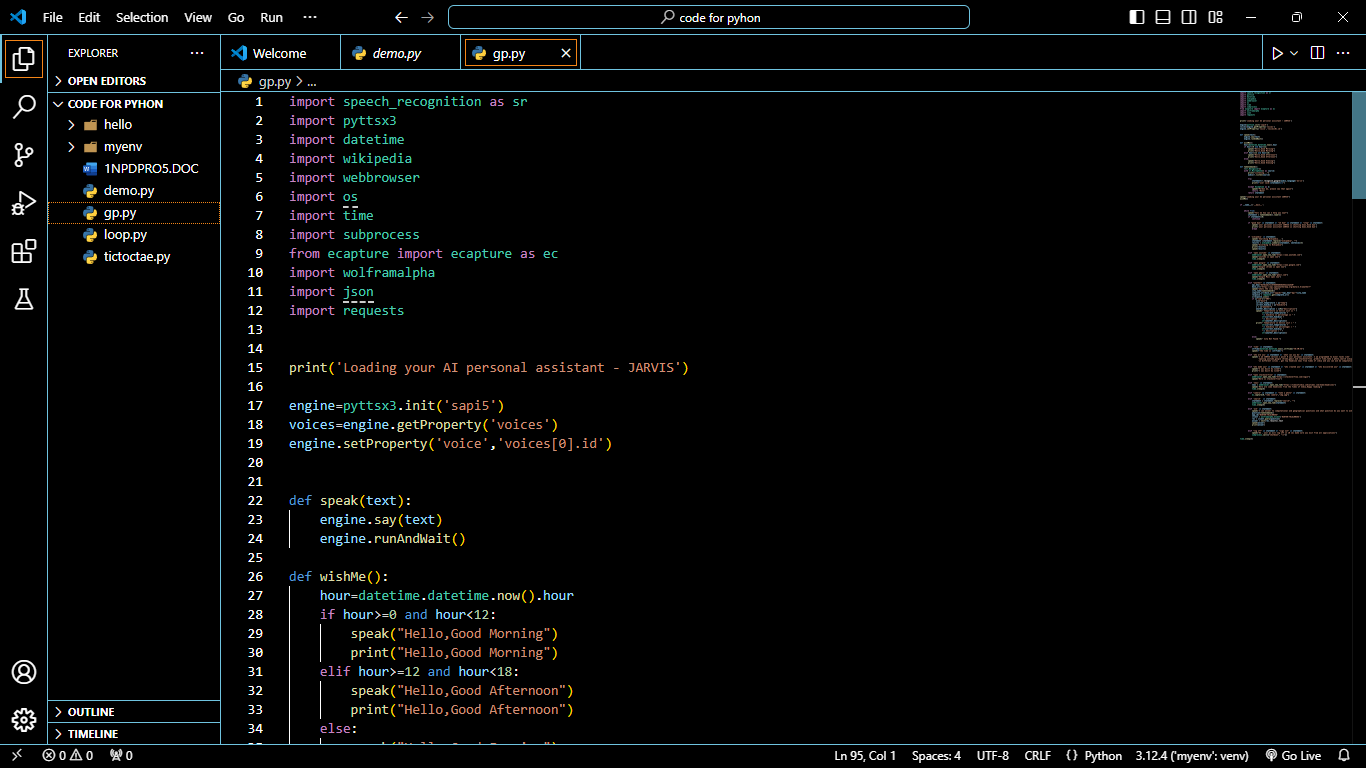 File Edit Selection View Go Run ··· code for pyhon
EXPLORER ···
OPEN EDITORS
CODE FOR PYHON
hello
myenv
1NPDPRO5.DOC
demo.py
gp.py
loop.py
tictoctae.py
OUTLINE
TIMELINE
Welcome demo.py gp.py
gp.py > ...
1 import speech_recognition as sr
2 import pyttsx3
3 import datetime
4 import wikipedia
5 import webbrowser
6 import os
7 import time
8 import subprocess
9 from ecapture import ecapture as ec
10 import wolframalpha
11 import json
12 import requests
13
14
15 print('Loading your AI personal assistant - JARVIS')
16
17 engine=pyttsx3.init('sapi5')
18 voices=engine.getProperty('voices')
19 engine.setProperty('voice','voices[0].id')
20
21
22 def speak(text):
23     engine.say(text)
24     engine.runAndWait()
25
26 def wishMe():
27     hour=datetime.datetime.now().hour
28     if hour>=0 and hour<12:
29         speak("Hello,Good Morning")
30         print("Hello,Good Morning")
31     elif hour>=12 and hour<18:
32         speak("Hello,Good Afternoon")
33         print("Hello,Good Afternoon")
34     else:
0 0 0 Ln 95, Col 1 Spaces: 4 UTF-8 CRLF { } Python 3.12.4 ('myenv': venv) Go Live